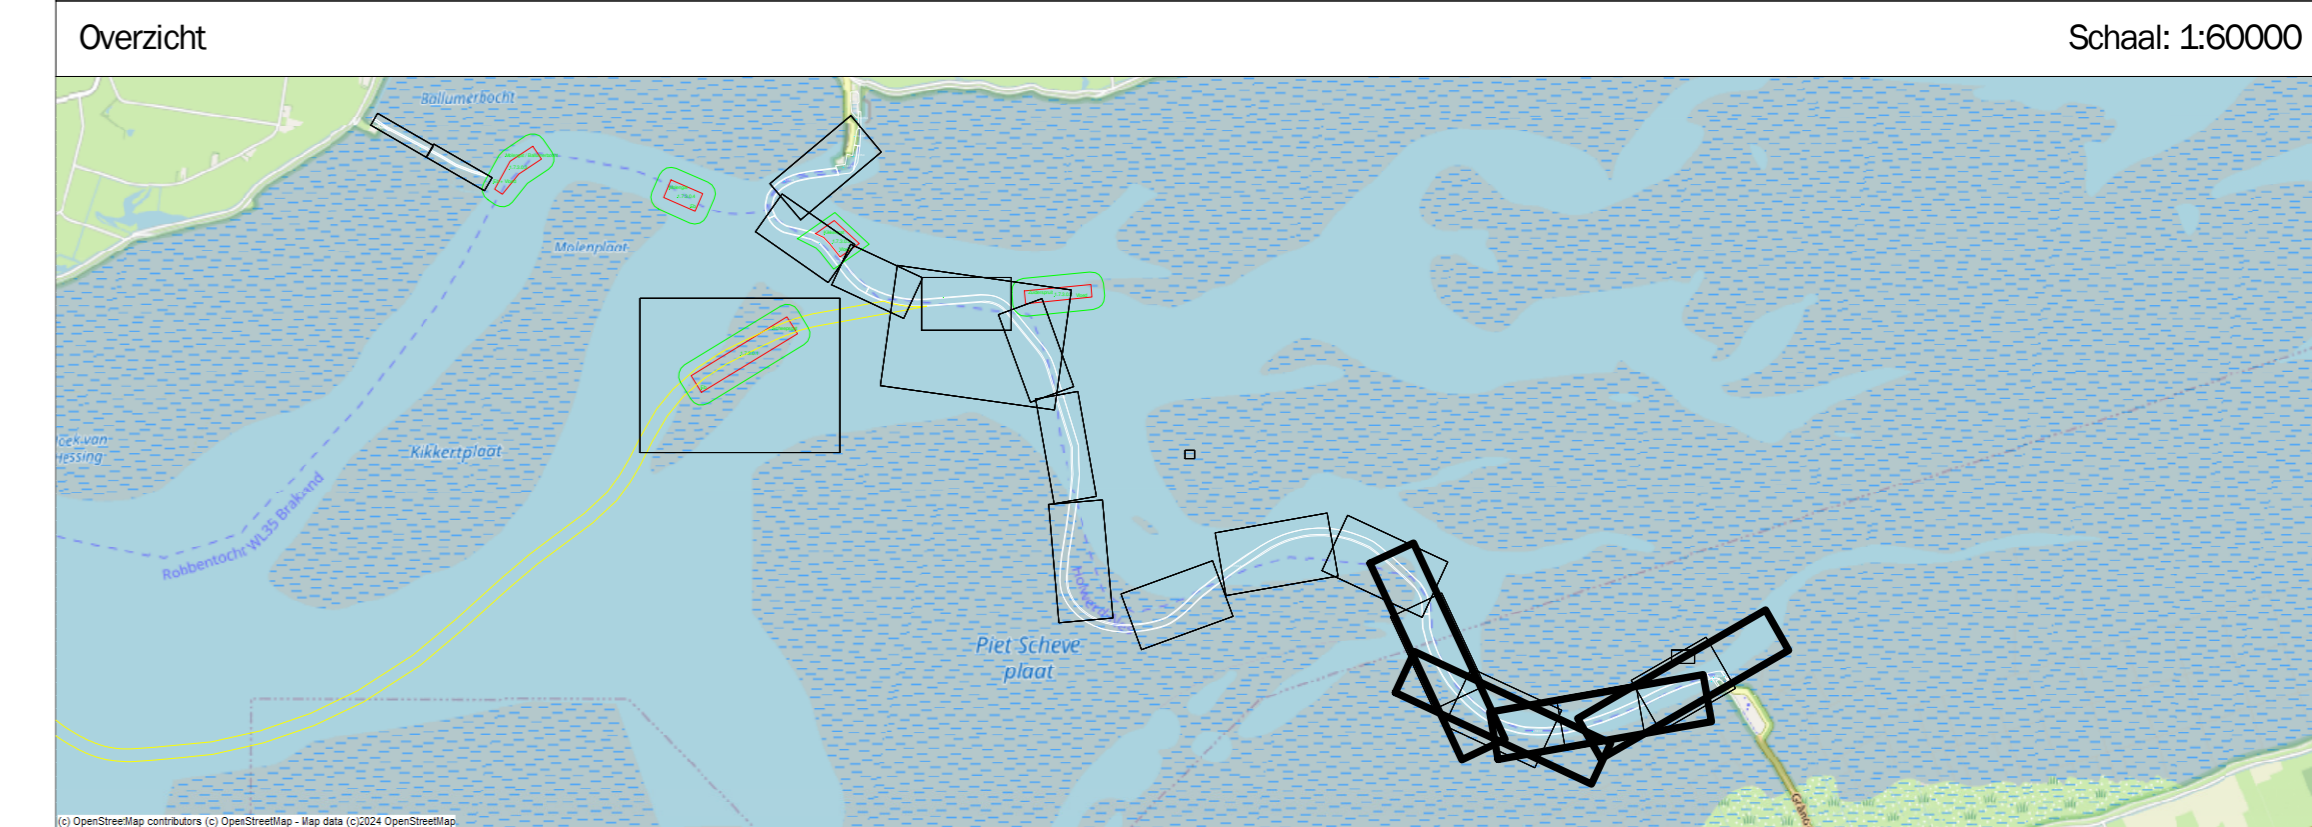 Overzicht
Schaal: 1:60000
Ballumerbocht
Molenplaat
Kikkertplaat
Robbentocht WL35 Brakzand
Piet Scheve
plaat
(c) OpenStreetMap contributors (c) OpenStreetMap - Map data (c)2024 OpenStreetMap